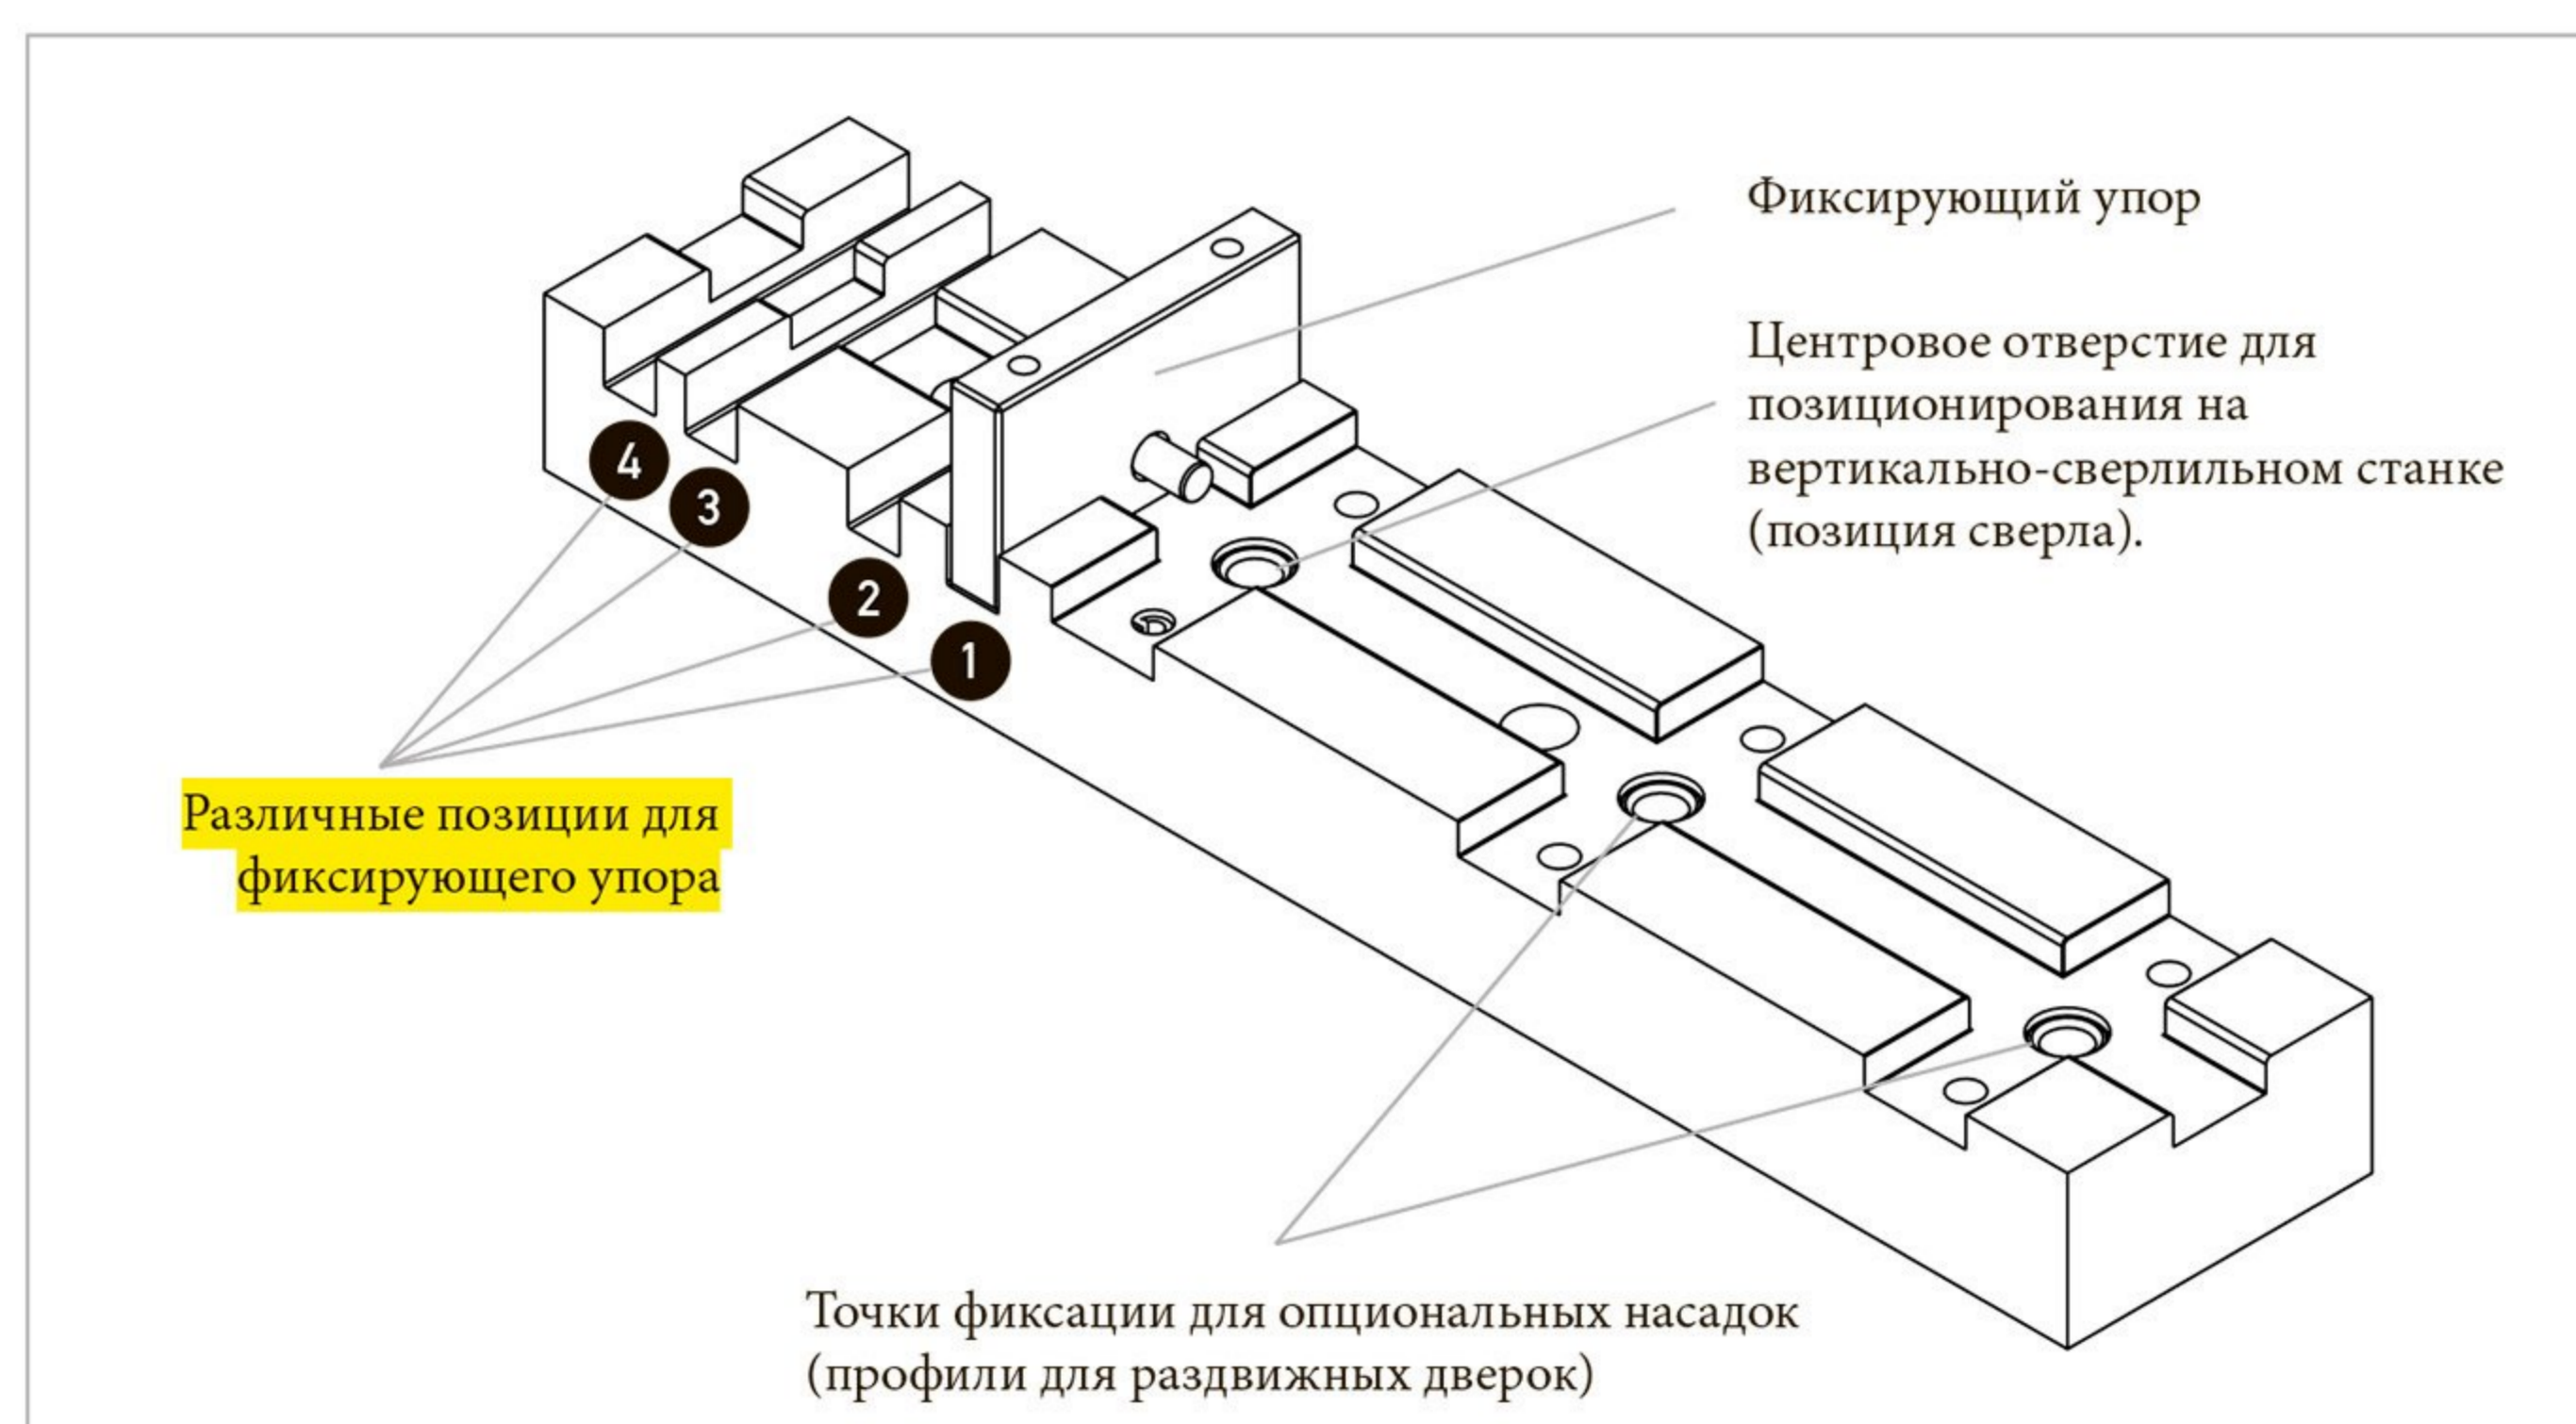 Фиксирующий упор
Центровое отверстие для
позиционирования на
вертикально-сверлильном станке
(позиция сверла).
4
3
2
1
Различные позиции для
фиксирующего упора
Точки фиксации для опциональных насадок
(профили для раздвижных дверок)